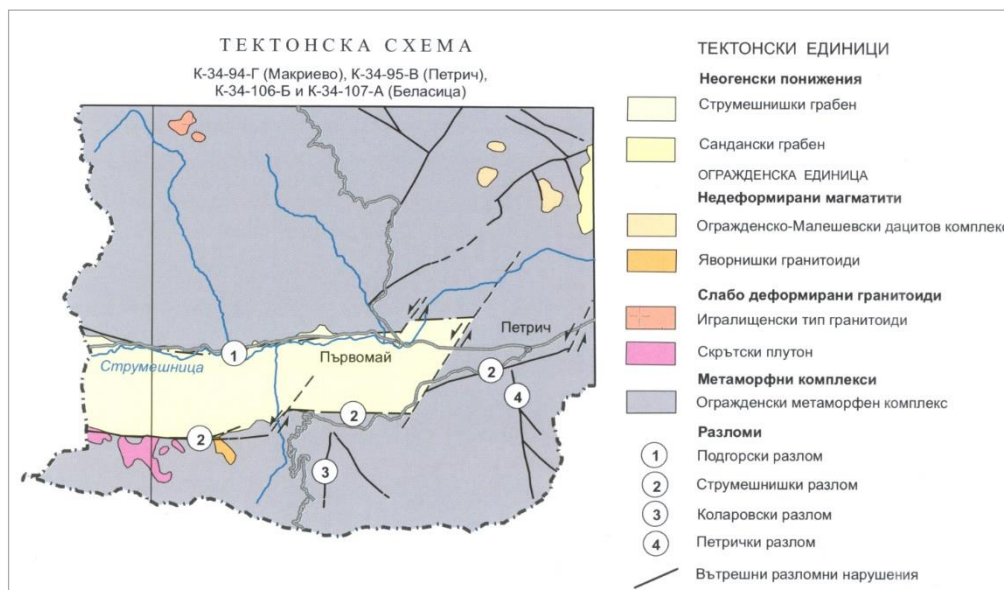 ТЕКТОНСКА СХЕМА
К-34-94-Г (Макриево), К-34-95-В (Петрич),
К-34-106-Б и К-34-107-А (Беласица)
Петрич
Първомай
Струмешница
1
2
2
2
3
4
ТЕКТОНСКИ ЕДИНИЦИ
Неогенски понижения
Струмешнишки грабен
Сандански грабен
ОГРАЖДЕНСКА ЕДИНИЦА
Недеформирани магматити
Огражденско-Малешевски дацитов комплекс
Яворнишки гранитоиди
Слабо деформирани гранитоиди
Игралищенски тип гранитоиди
Скрътски плутон
Метаморфни комплекси
Огражденски метаморфен комплекс
Разломи
1 Подгорски разлом
2 Струмешнишки разлом
3 Коларовски разлом
4 Петрички разлом
Вътрешни разломни нарушения